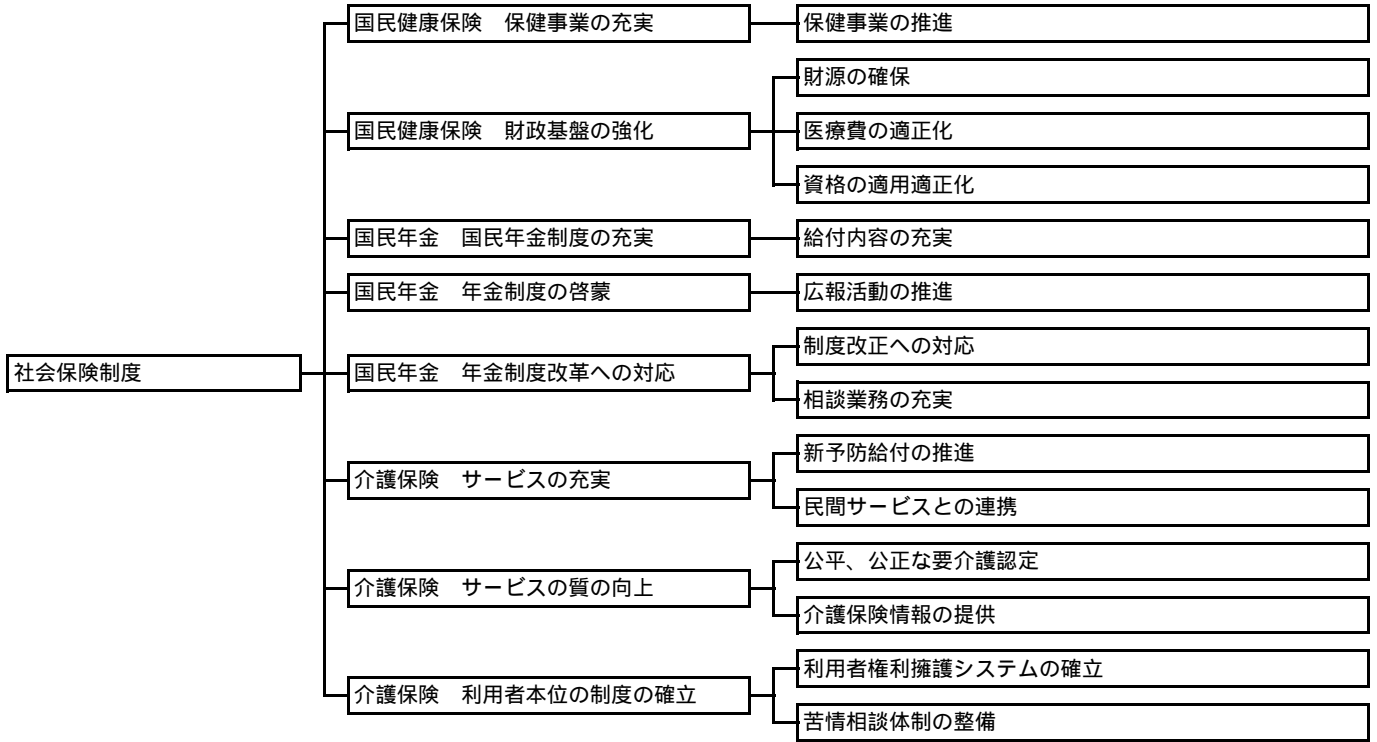 社会保険制度
国民健康保険　保健事業の充実
保健事業の推進
国民健康保険　財政基盤の強化
財源の確保
医療費の適正化
資格の適用適正化
国民年金　国民年金制度の充実
給付内容の充実
国民年金　年金制度の啓蒙
広報活動の推進
国民年金　年金制度改革への対応
制度改正への対応
相談業務の充実
介護保険　サービスの充実
新予防給付の推進
民間サービスとの連携
介護保険　サービスの質の向上
公平、公正な要介護認定
介護保険情報の提供
介護保険　利用者本位の制度の確立
利用者権利擁護システムの確立
苦情相談体制の整備